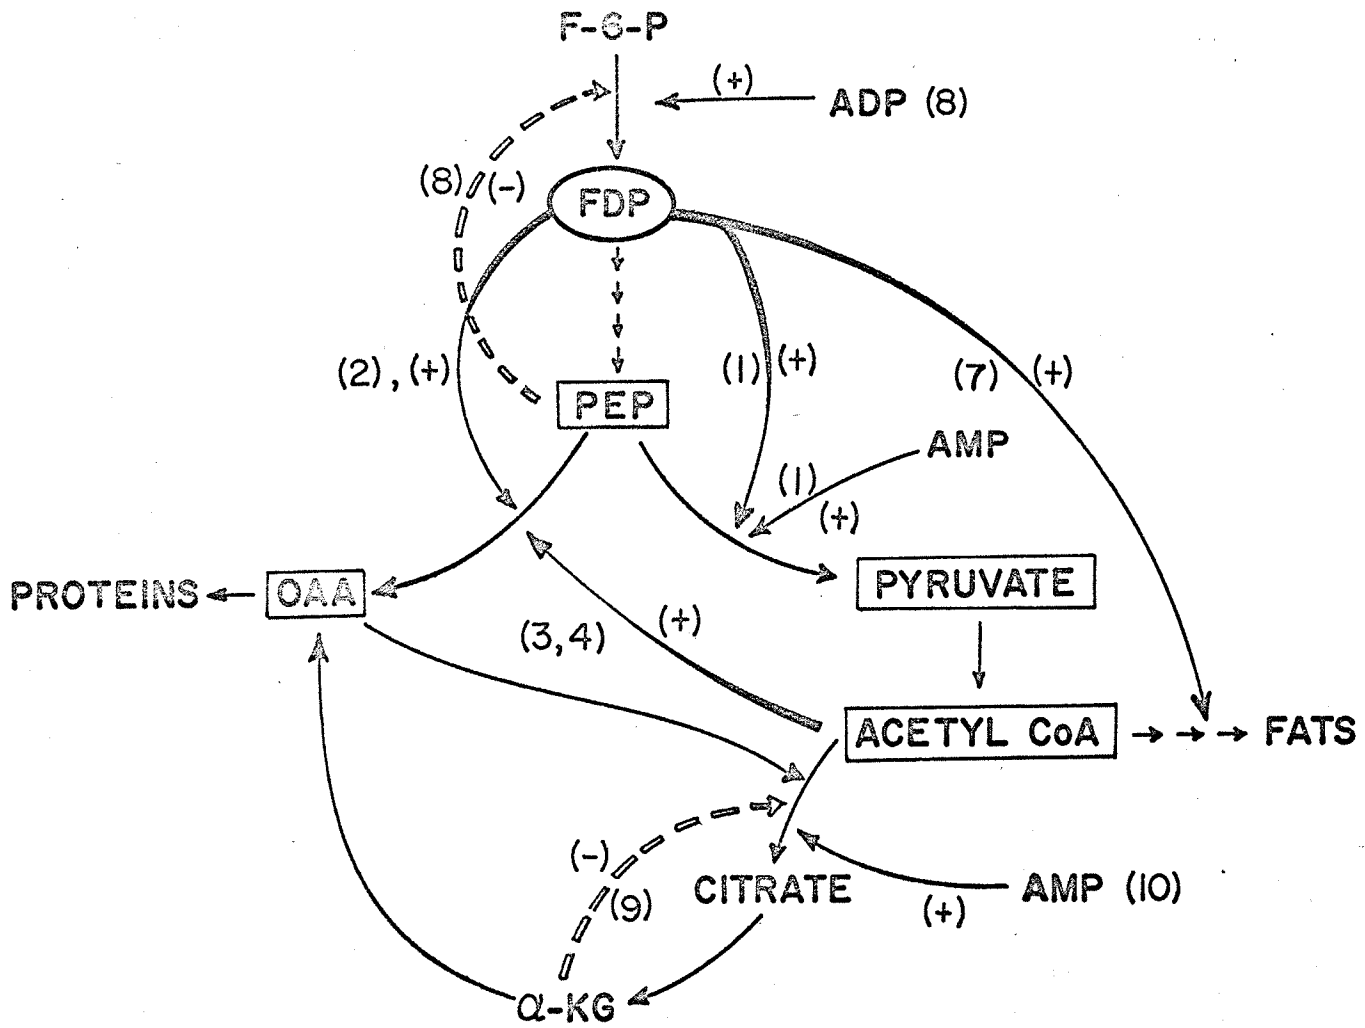 F-6-P
(+)
ADP (8)
(8) (-)
FDP
(2), (+)
(1) (+)
(7) (+)
PEP
AMP
(1)
(+)
PROTEINS
OAA
PYRUVATE
(3,4)
(+)
ACETYL CoA
FATS
(-)
(9)
CITRATE
(+)
AMP (10)
α-KG